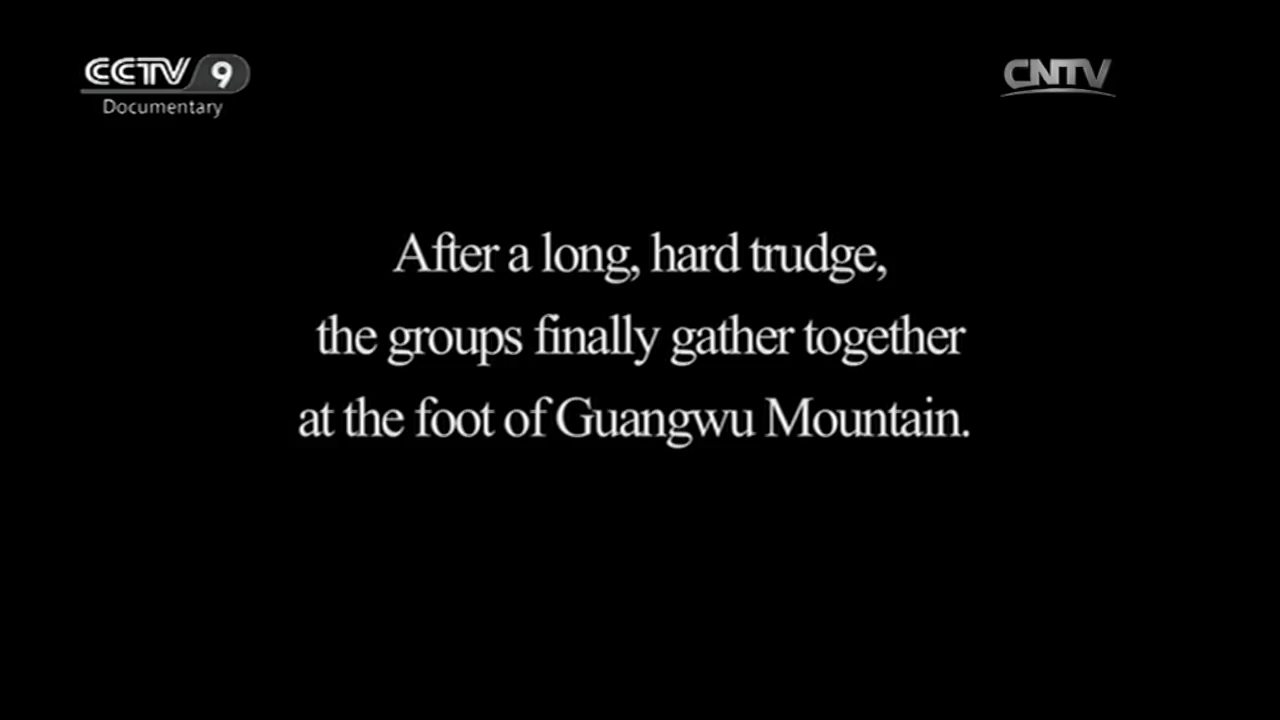 CCTV 9
Documentary
CNTV
After a long, hard trudge,
the groups finally gather together
at the foot of Guangwu Mountain.